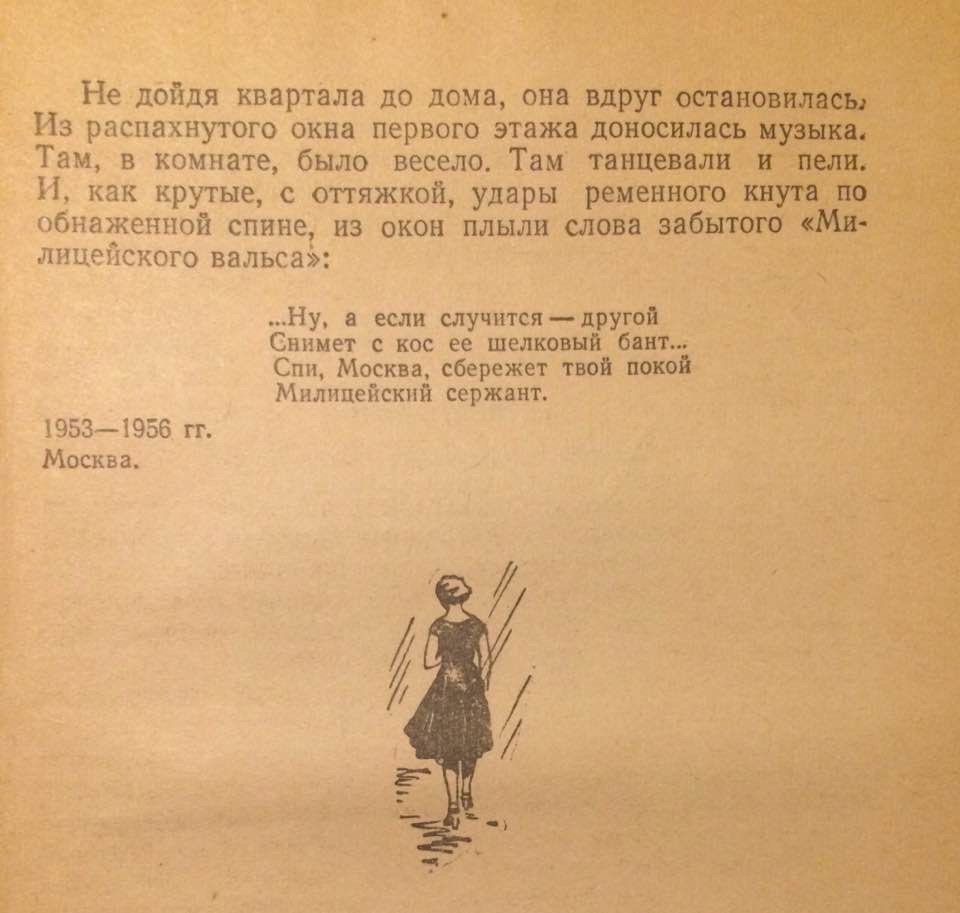 Не дойдя квартала до дома, она вдруг остановилась.
Из распахнутого окна первого этажа доносилась музыка.
Там, в комнате, было весело. Там танцевали и пели.
И, как крутые, с оттяжкой, удары ременного кнута по
обнаженной спине, из окон плыли слова забытого «Ми-
лицейского вальса»:
...Ну, а если случится — другой
Снимет с кос ее шелковый бант...
Спи, Москва, сбережет твой покой
Милицейский сержант.
1953—1956 гг.
Москва.